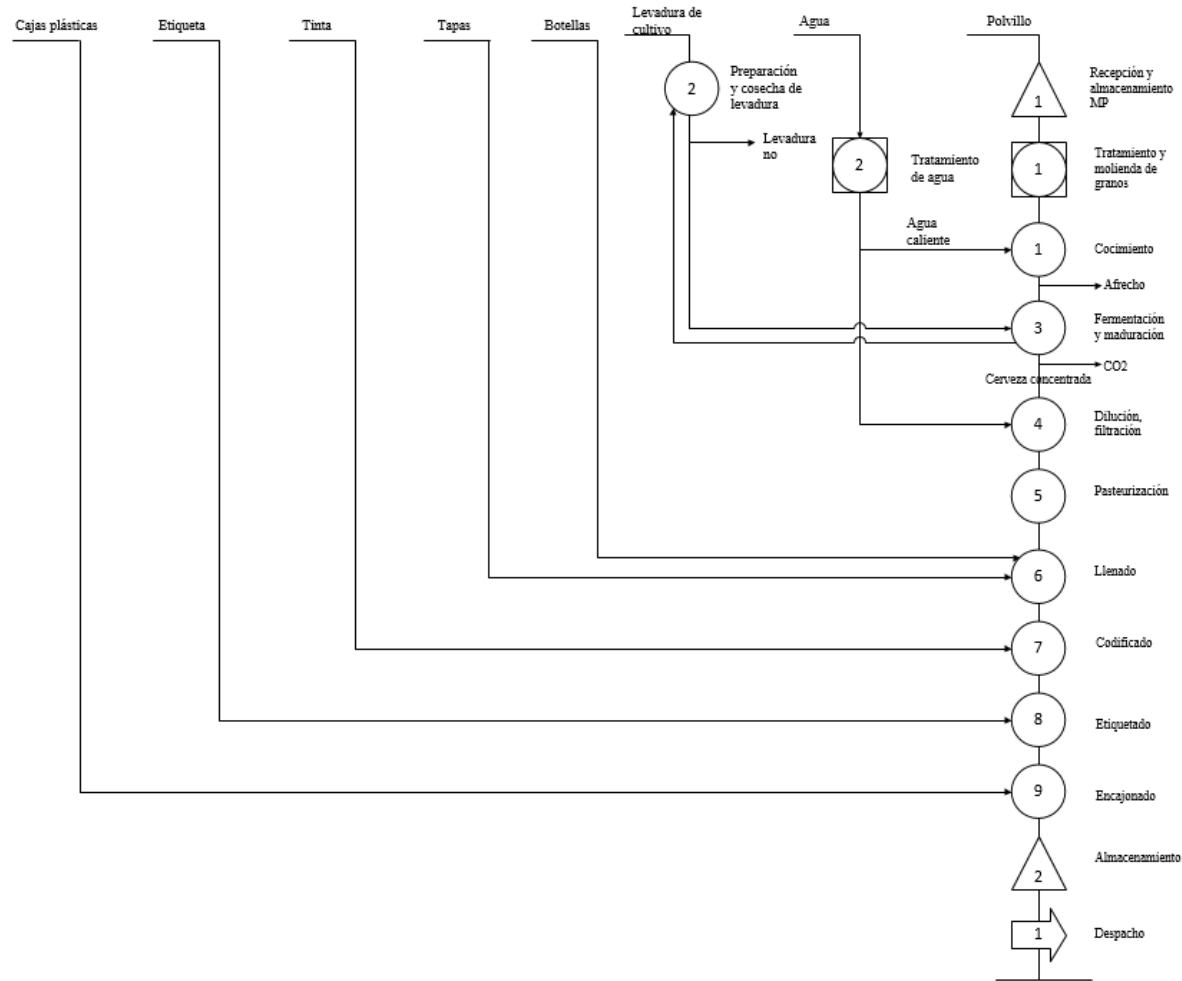 Cajas plásticas
Etiqueta
Tinta
Tapas
Botellas
Levadura de
cultivo
Agua
Polvillo
2
Preparación
y cosecha de
levadura
1
Recepción y
almacenamiento
MP
Levadura
no
2
Tratamiento
de agua
1
Tratamiento y
molienda de
granos
Agua
caliente
1
Cocimiento
Afrecho
3
Fermentación
y maduración
CO2
Cerveza concentrada
4
Dilución,
filtración
5
Pasteurización
6
Llenado
7
Codificado
8
Etiquetado
9
Encajonado
2
Almacenamiento
1
Despacho